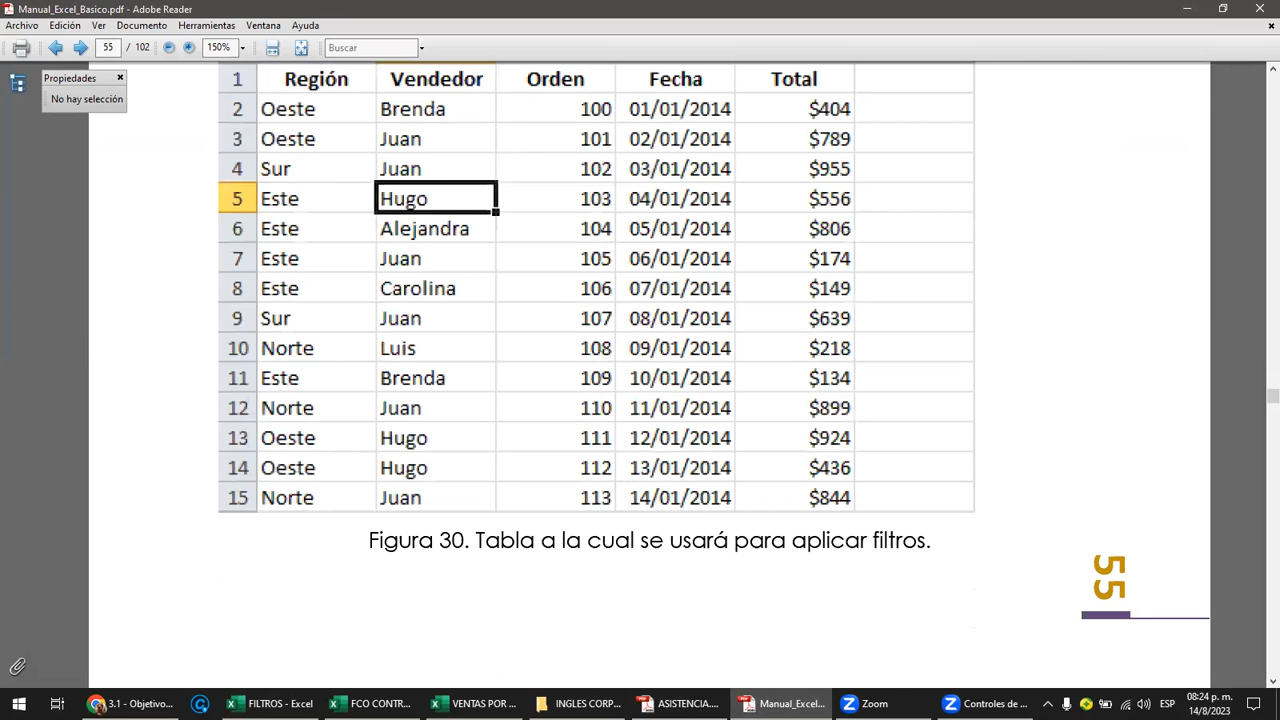 Manual_Excel_Basico.pdf - Adobe Reader
Archivo Edición Ver Documento Herramientas Ventana Ayuda
55 / 102 150% Buscar
Propiedades
No hay selección
1 Región Vendedor Orden Fecha Total
2 Oeste Brenda 100 01/01/2014 $404
3 Oeste Juan 101 02/01/2014 $789
4 Sur Juan 102 03/01/2014 $955
5 Este Hugo 103 04/01/2014 $556
6 Este Alejandra 104 05/01/2014 $806
7 Este Juan 105 06/01/2014 $174
8 Este Carolina 106 07/01/2014 $149
9 Sur Juan 107 08/01/2014 $639
10 Norte Luis 108 09/01/2014 $218
11 Este Brenda 109 10/01/2014 $134
12 Norte Juan 110 11/01/2014 $899
13 Oeste Hugo 111 12/01/2014 $924
14 Oeste Hugo 112 13/01/2014 $436
15 Norte Juan 113 14/01/2014 $844
Figura 30. Tabla a la cual se usará para aplicar filtros.
55
3.1 - Objetivo... FILTROS - Excel FCO CONTR... VENTAS POR ... INGLES CORP... ASISTENCIA.... Manual_Excel... Zoom Controles de ... ESP 08:24 p. m.
14/8/2023